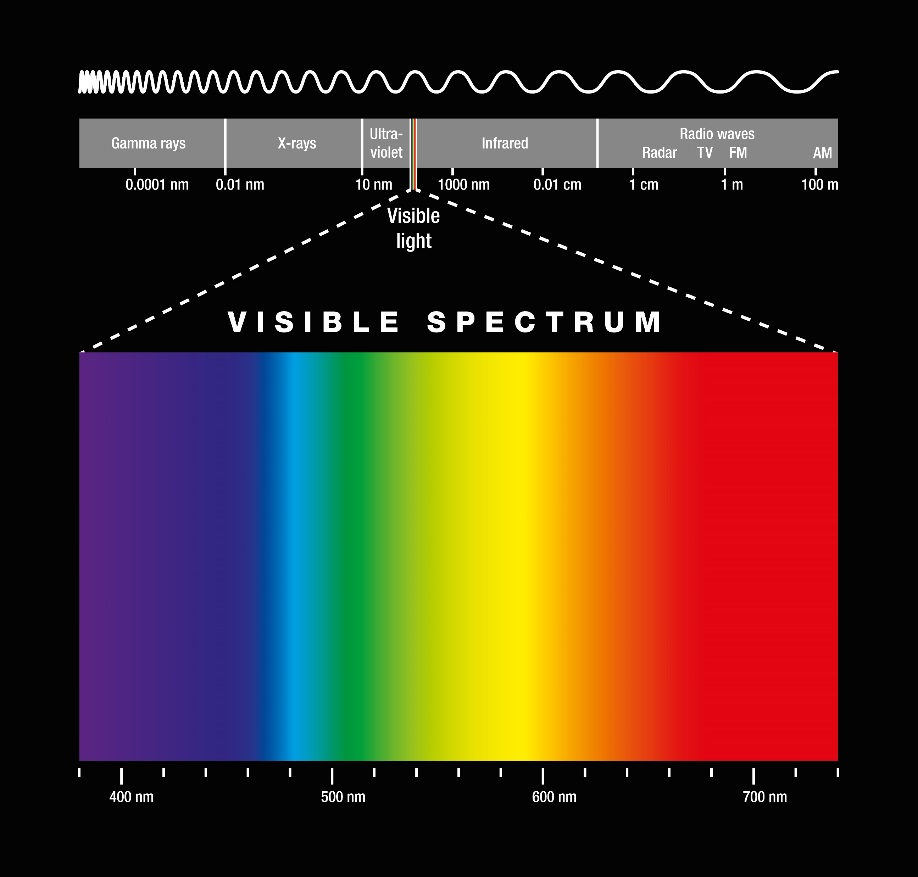 Gamma rays
X-rays
Ultra-
violet
Infrared
Radio waves
Radar TV FM AM
0.0001 nm 0.01 nm 10 nm 1000 nm 0.01 cm 1 cm 1 m 100 m
Visible
light
VISIBLE SPECTRUM
400 nm 500 nm 600 nm 700 nm